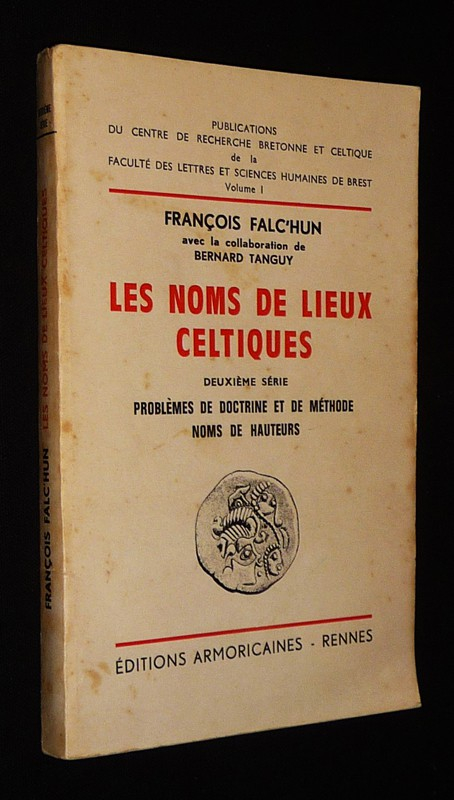 PUBLICATIONS
DU CENTRE DE RECHERCHE BRETONNE ET CELTIQUE
de la
FACULTÉ DES LETTRES ET SCIENCES HUMAINES DE BREST
Volume I
FRANÇOIS FALC'HUN
avec la collaboration de
BERNARD TANGUY
LES NOMS DE LIEUX
CELTIQUES
DEUXIÈME SÉRIE
PROBLÈMES DE DOCTRINE ET DE MÉTHODE
NOMS DE HAUTEURS
ÉDITIONS ARMORICAINES - RENNES
DEUXIÈME
SÉRIE
FRANÇOIS FALC'HUN LES NOMS DE LIEUX CELTIQUES